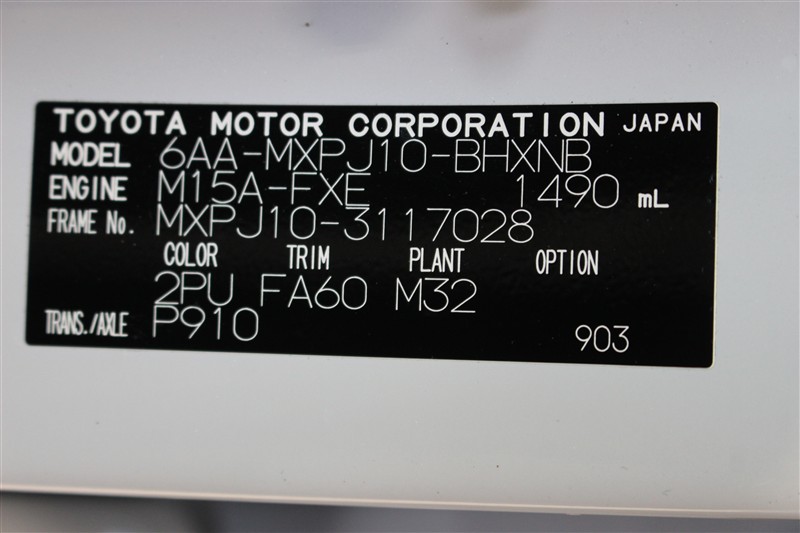 TOYOTA MOTOR CORPORATION JAPAN
MODEL 6AA-MXPJ10-BHXNB
ENGINE M15A-FXE 1490 mL
FRAME No. MXPJ10-3117028
COLOR TRIM PLANT OPTION
2PU FA60 M32
TRANS./AXLE P910 903